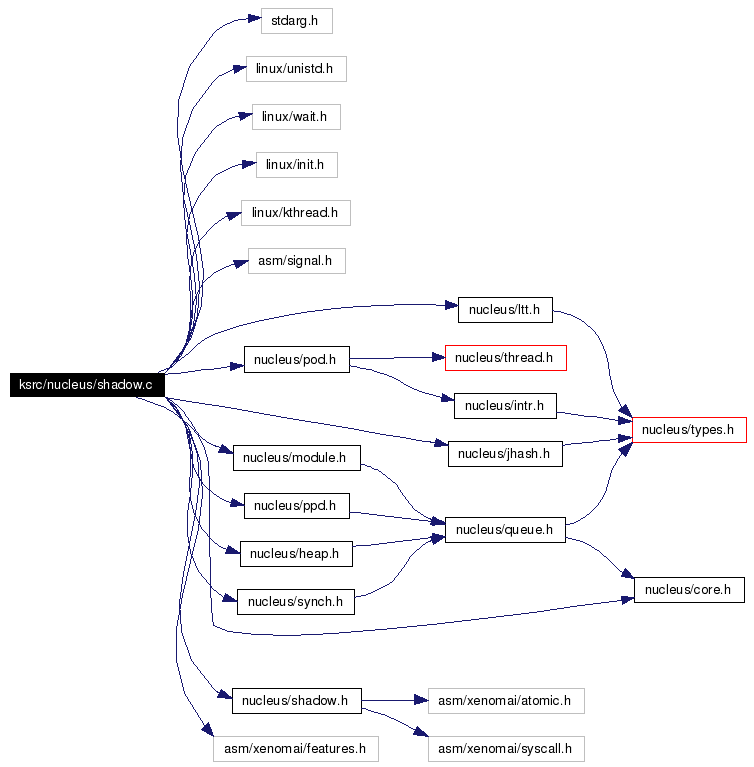 stdarg.h
linux/unistd.h
linux/wait.h
linux/init.h
linux/kthread.h
asm/signal.h
nucleus/ltt.h
nucleus/pod.h
nucleus/thread.h
ksrc/nucleus/shadow.c
nucleus/intr.h
nucleus/types.h
nucleus/module.h
nucleus/jhash.h
nucleus/ppd.h
nucleus/queue.h
nucleus/heap.h
nucleus/core.h
nucleus/synch.h
nucleus/shadow.h
asm/xenomai/atomic.h
asm/xenomai/features.h
asm/xenomai/syscall.h